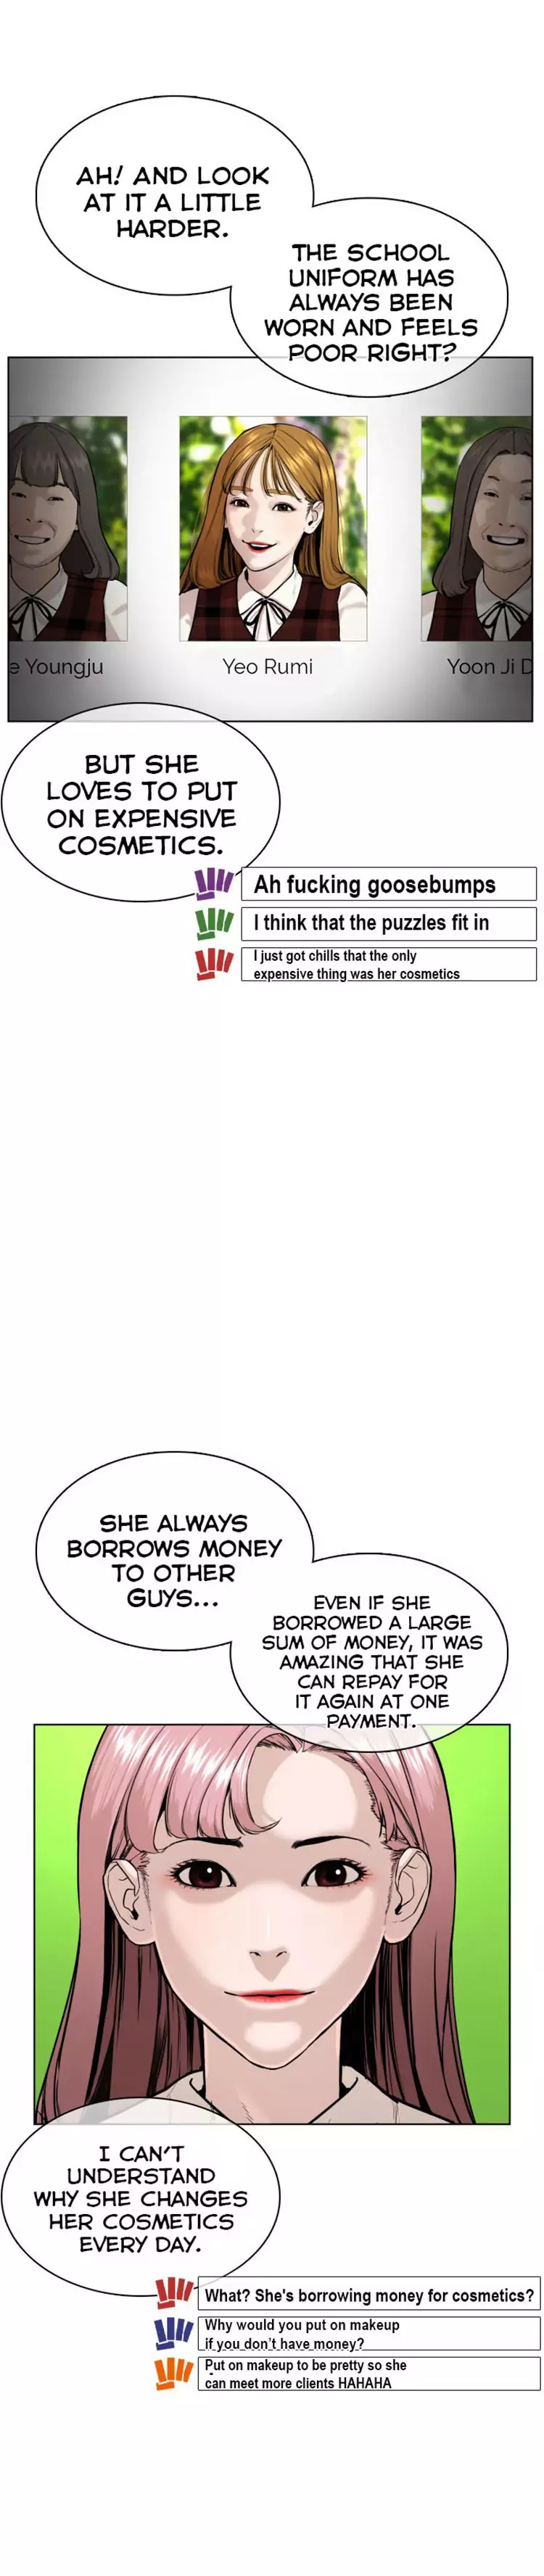 AH! AND LOOK
AT IT A LITTLE
HARDER.
THE SCHOOL
UNIFORM HAS
ALWAYS BEEN
WORN AND FEELS
POOR RIGHT?
e Youngju
Yeo Rumi
Yoon Ji D
BUT SHE
LOVES TO PUT
ON EXPENSIVE
COSMETICS.
Ah fucking goosebumps
I think that the puzzles fit in
I just got chills that the only
expensive thing was her cosmetics
SHE ALWAYS
BORROWS MONEY
TO OTHER
GUYS...
EVEN IF SHE
BORROWED A LARGE
SUM OF MONEY, IT WAS
AMAZING THAT SHE
CAN REPAY FOR
IT AGAIN AT ONE
PAYMENT.
I CAN'T
UNDERSTAND
WHY SHE CHANGES
HER COSMETICS
EVERY DAY.
What? She's borrowing money for cosmetics?
Why would you put on makeup
if you don't have money?
Put on makeup to be pretty so she
can meet more clients HAHAHA